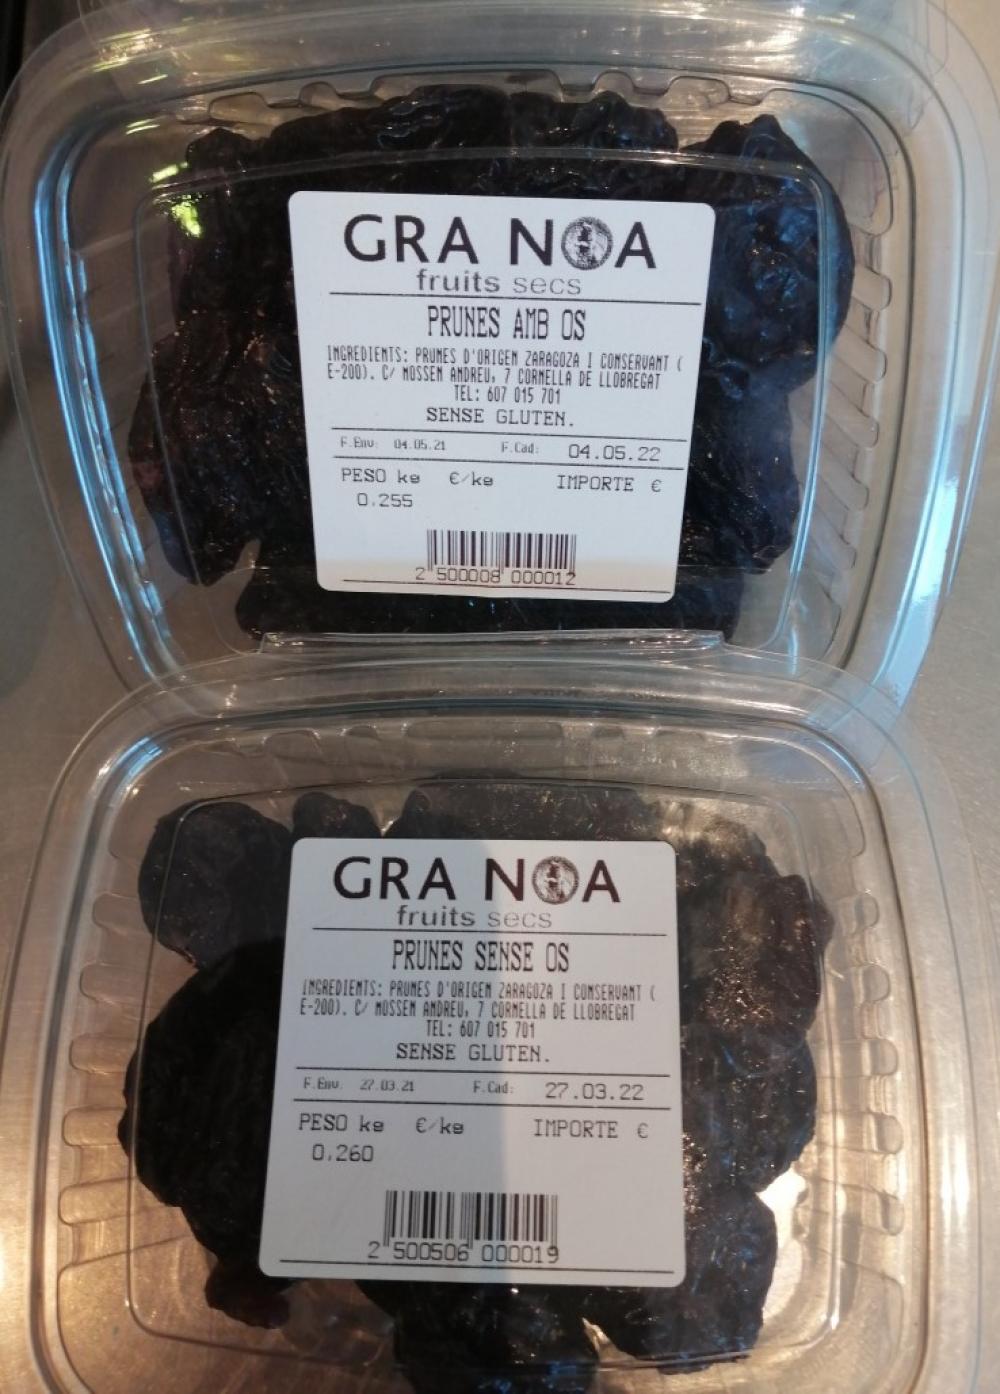 GRA NOA
fruits secs
PRUNES AMB OS
INGREDIENTS: PRUNES D'ORIGEN ZARAGOZA I CONSERVANT (
E-200). C/ MOSSEN ANDREU, 7 CORNELLA DE LLOBREGAT
TEL: 607 015 701
SENSE GLUTEN.
F.Env: 04.05.21 F.Cad: 04.05.22
PESO kg €/kg IMPORTE €
0.255
2 500008 000012
GRA NOA
fruits secs
PRUNES SENSE OS
INGREDIENTS: PRUNES D'ORIGEN ZARAGOZA I CONSERVANT (
E-200). C/ MOSSEN ANDREU, 7 CORNELLA DE LLOBREGAT
TEL: 607 015 701
SENSE GLUTEN.
F.Env. 27.03.21 F.Cad: 27.03.22
PESO kg €/kg IMPORTE €
0.260
2 500506 000019